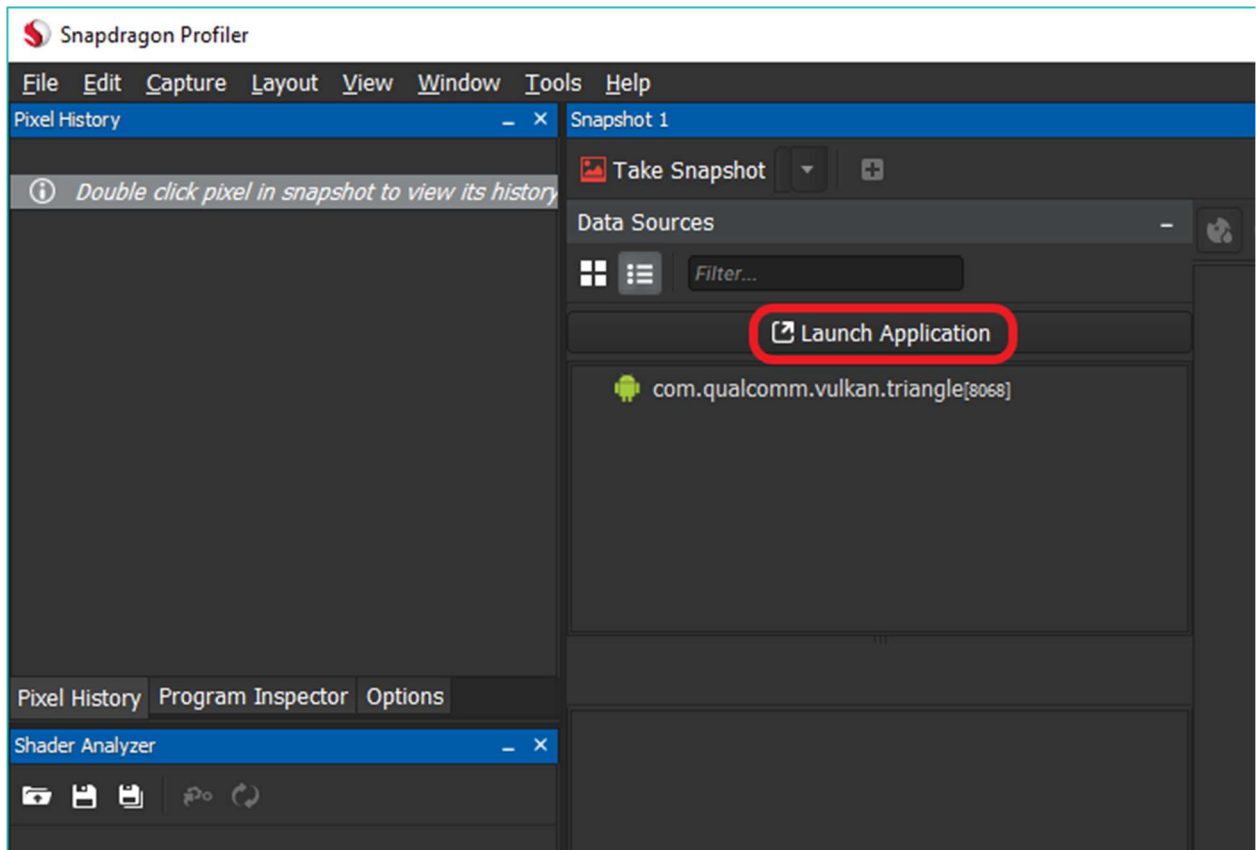 Snapdragon Profiler
File Edit Capture Layout View Window Tools Help
Pixel History
Snapshot 1
Double click pixel in snapshot to view its history
Take Snapshot
Data Sources
Filter...
Launch Application
com.qualcomm.vulkan.triangle[8068]
Pixel History Program Inspector Options
Shader Analyzer